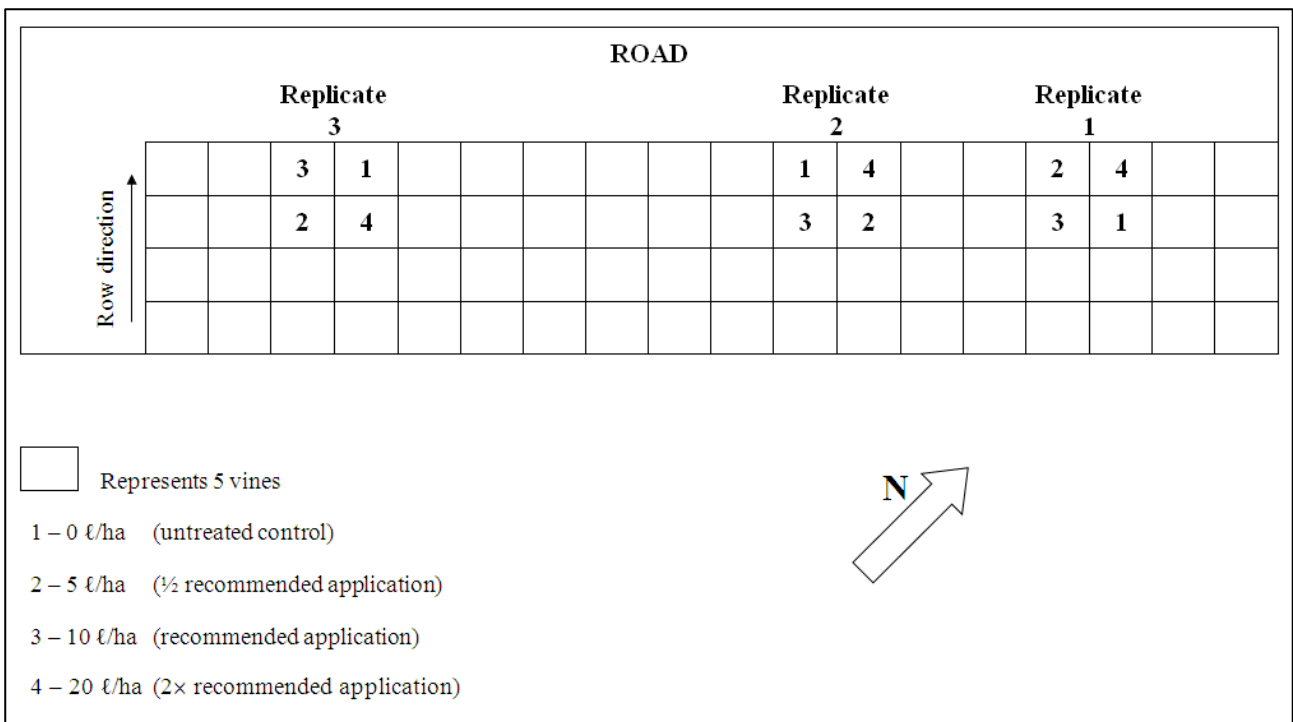 ROAD
Replicate Replicate Replicate
3 2 1
3 1 1 4 2 4
2 4 3 2 3 1
Row direction
Represents 5 vines
N
1 – 0 ℓ/ha (untreated control)
2 – 5 ℓ/ha (½ recommended application)
3 – 10 ℓ/ha (recommended application)
4 – 20 ℓ/ha (2× recommended application)